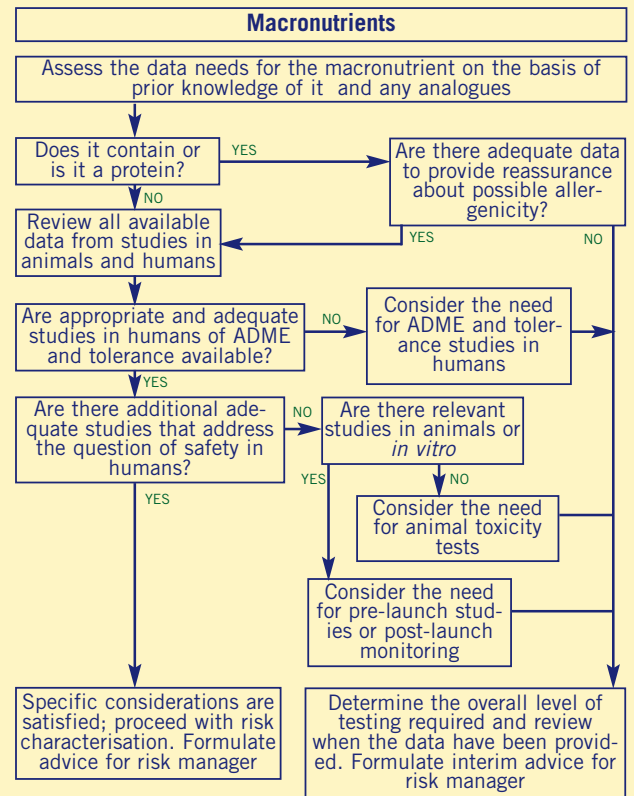 Macronutrients
Assess the data needs for the macronutrient on the basis of
prior knowledge of it and any analogues
Does it contain or
is it a protein?
YES
Are there adequate data
to provide reassurance
about possible aller-
genicity?
NO
Review all available
data from studies in
animals and humans
YES
NO
Are appropriate and adequate
studies in humans of ADME
and tolerance available?
NO
Consider the need
for ADME and toler-
ance studies in
humans
YES
Are there additional ade-
quate studies that address
the question of safety in
humans?
NO
Are there relevant
studies in animals or
in vitro
YES
YES
NO
Consider the need
for animal toxicity
tests
Consider the need
for pre-launch stud-
ies or post-launch
monitoring
Specific considerations are
satisfied; proceed with risk
characterisation. Formulate
advice for risk manager
Determine the overall level of
testing required and review
when the data have been provid-
ed. Formulate interim advice for
risk manager